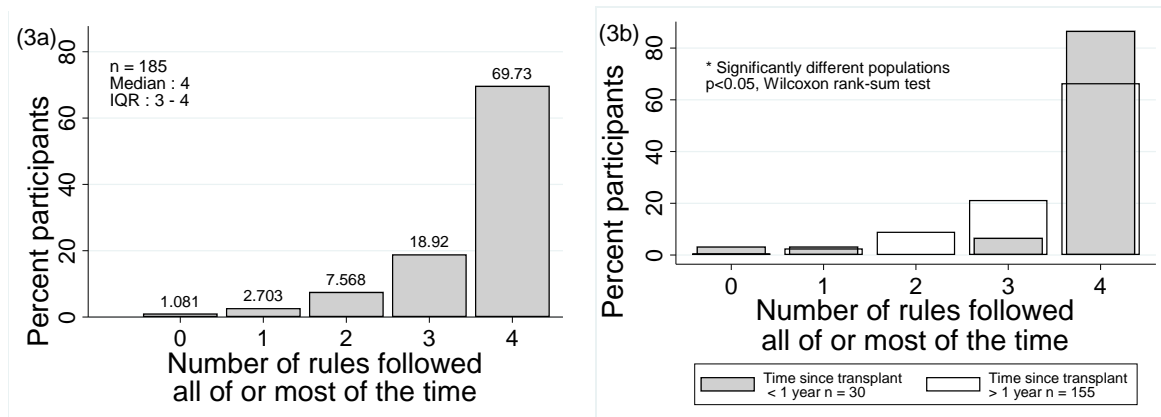 (3a)
n = 185
Median : 4
IQR : 3 - 4
Percent participants
0
20
40
60
80
1.081
2.703
7.568
18.92
69.73
0 1 2 3 4
Number of rules followed
all of or most of the time
(3b)
* Significantly different populations
p<0.05, Wilcoxon rank-sum test
Percent participants
0
20
40
60
80
0 1 2 3 4
Number of rules followed
all of or most of the time
Time since transplant
< 1 year n = 30
Time since transplant
> 1 year n = 155